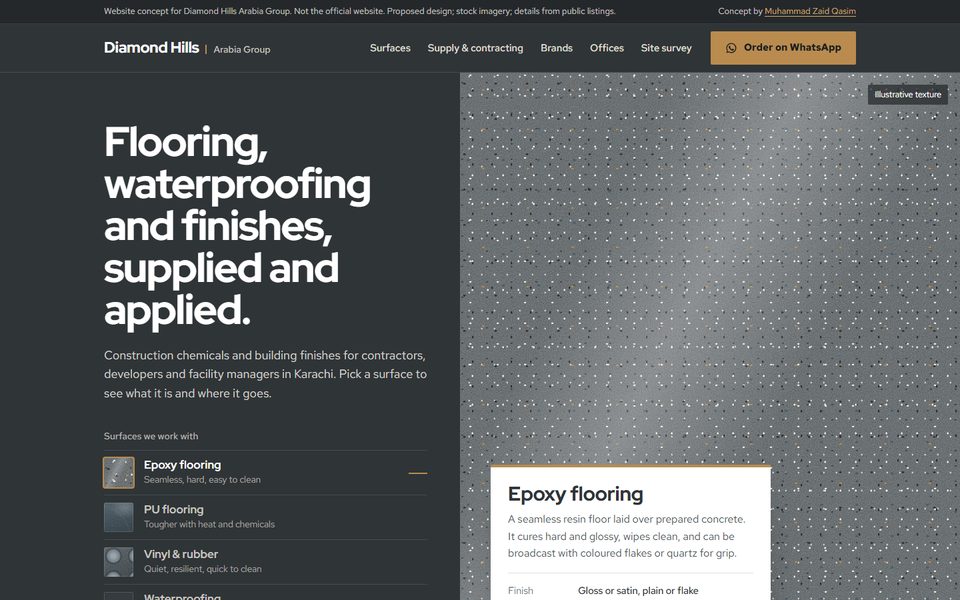 Website concept for Diamond Hills Arabia Group. Not the official website. Proposed design; stock imagery; details from public listings.
Concept by Muhammad Zaid Qasim
Diamond Hills | Arabia Group
Surfaces
Supply & contracting
Brands
Offices
Site survey
Order on WhatsApp
Illustrative texture
Flooring,
waterproofing
and finishes,
supplied and
applied.
Construction chemicals and building finishes for contractors,
developers and facility managers in Karachi. Pick a surface to
see what it is and where it goes.
Surfaces we work with
Epoxy flooring
Seamless, hard, easy to clean
PU flooring
Tougher with heat and chemicals
Vinyl & rubber
Quiet, resilient, quick to clean
Waterproofing
Epoxy flooring
A seamless resin floor laid over prepared concrete.
It cures hard and glossy, wipes clean, and can be
broadcast with coloured flakes or quartz for grip.
Finish Gloss or satin, plain or flake